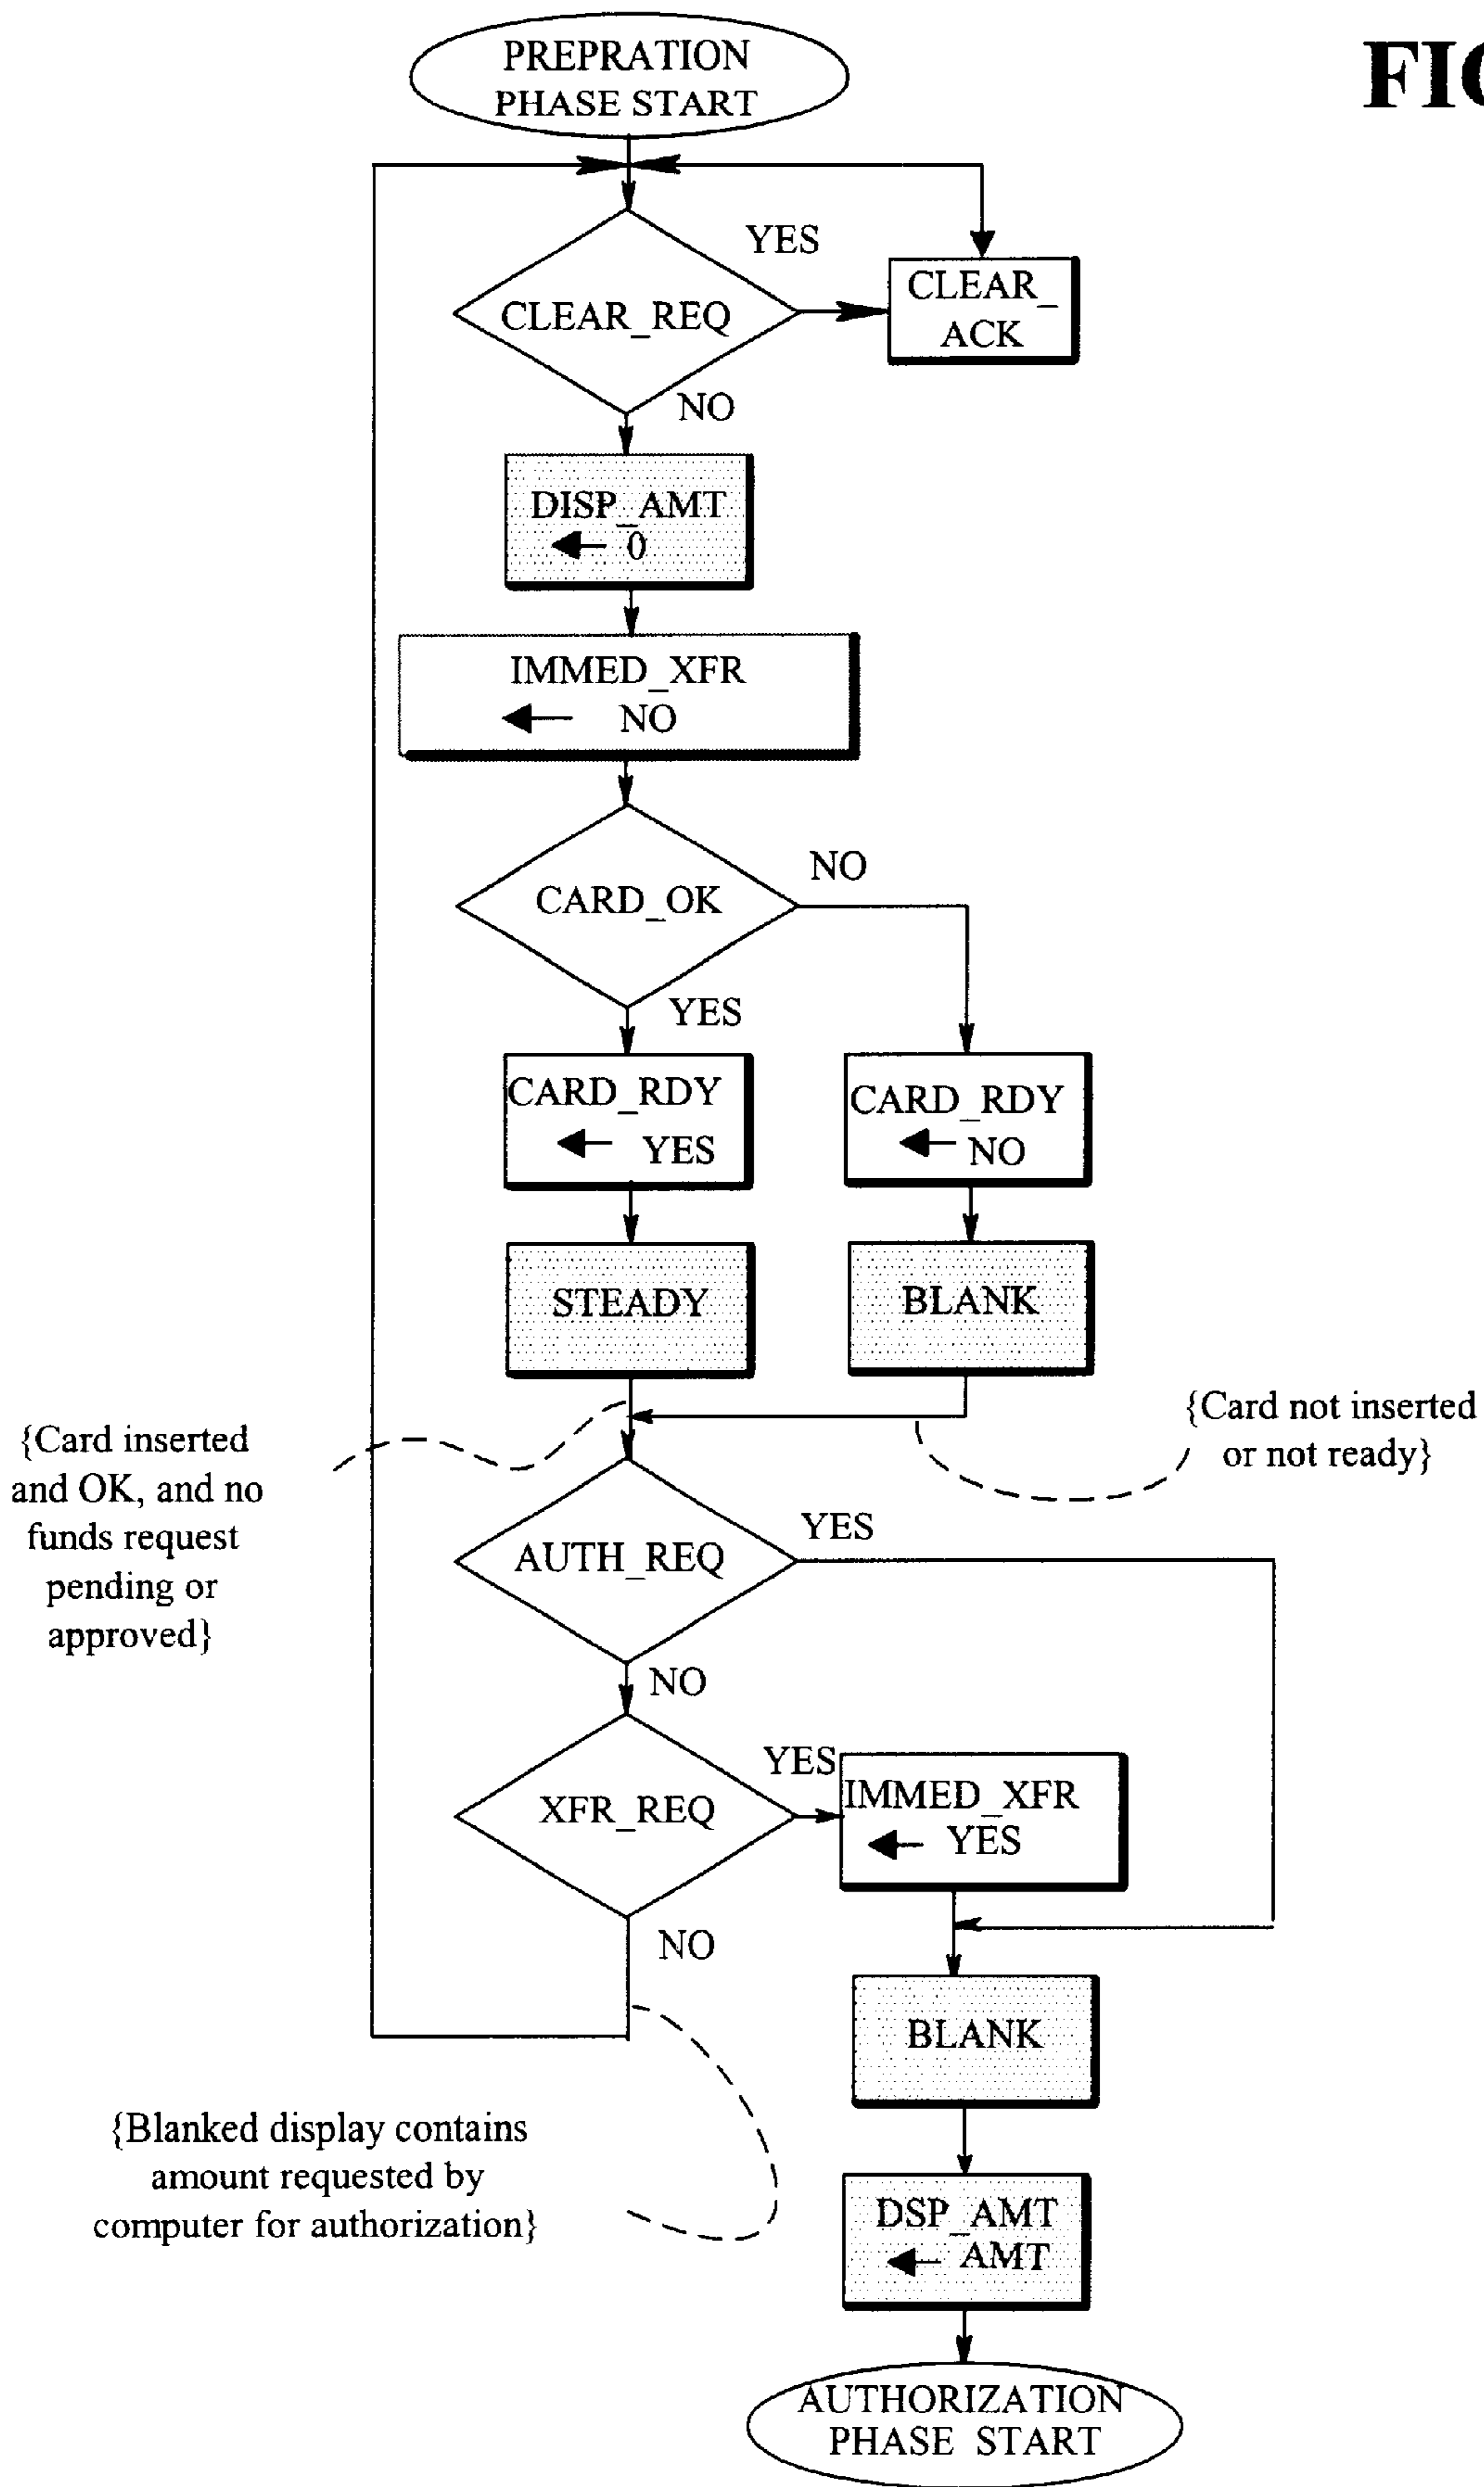 PREPRATION
PHASE START
FIG
YES
CLEAR_REQ
CLEAR_
ACK
NO
DISP_AMT
0
IMMED_XFR
NO
CARD_OK
NO
YES
CARD_RDY
YES
CARD_RDY
NO
STEADY
BLANK
{Card inserted
and OK, and no
funds request
pending or
approved}
{Card not inserted
or not ready}
AUTH_REQ
YES
NO
XFR_REQ
YES
IMMED_XFR
YES
NO
BLANK
{Blanked display contains
amount requested by
computer for authorization}
DSP_AMT
AMT
AUTHORIZATION
PHASE START